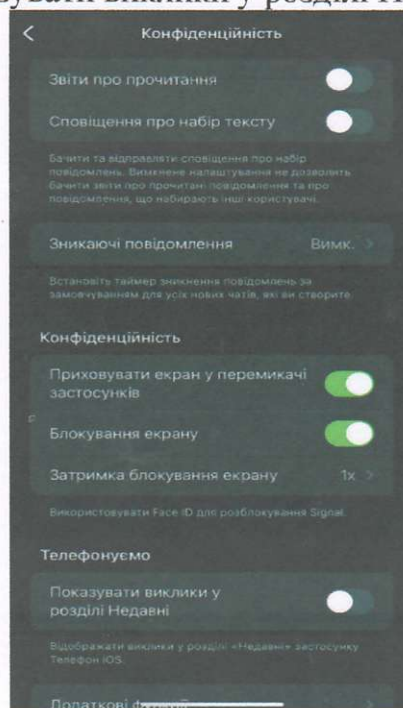 вати виклики у розділі
Конфіденційність
Звіти про прочитання
Сповіщення про набір тексту
Бачити та відправляти сповіщення про набір
повідомлень. Вимкнене налаштування не дозволить
бачити звіти про прочитані повідомлення та про
повідомлення, що набирають інші користувачі.
Зникаючі повідомлення Вимк.
Встановіть таймер зникнення повідомлень за
замовчуванням для усіх нових чатів, які ви створите.
Конфіденційність
Приховувати екран у перемикачі
застосунків
Блокування екрану
Затримка блокування екрану 1х
Використовувати Face ID для розблокування Signal.
Телефонуємо
Показувати виклики у
розділі Недавні
Відображати виклики у розділі «Недавні» застосунку
Телефон iOS.
Додаткові